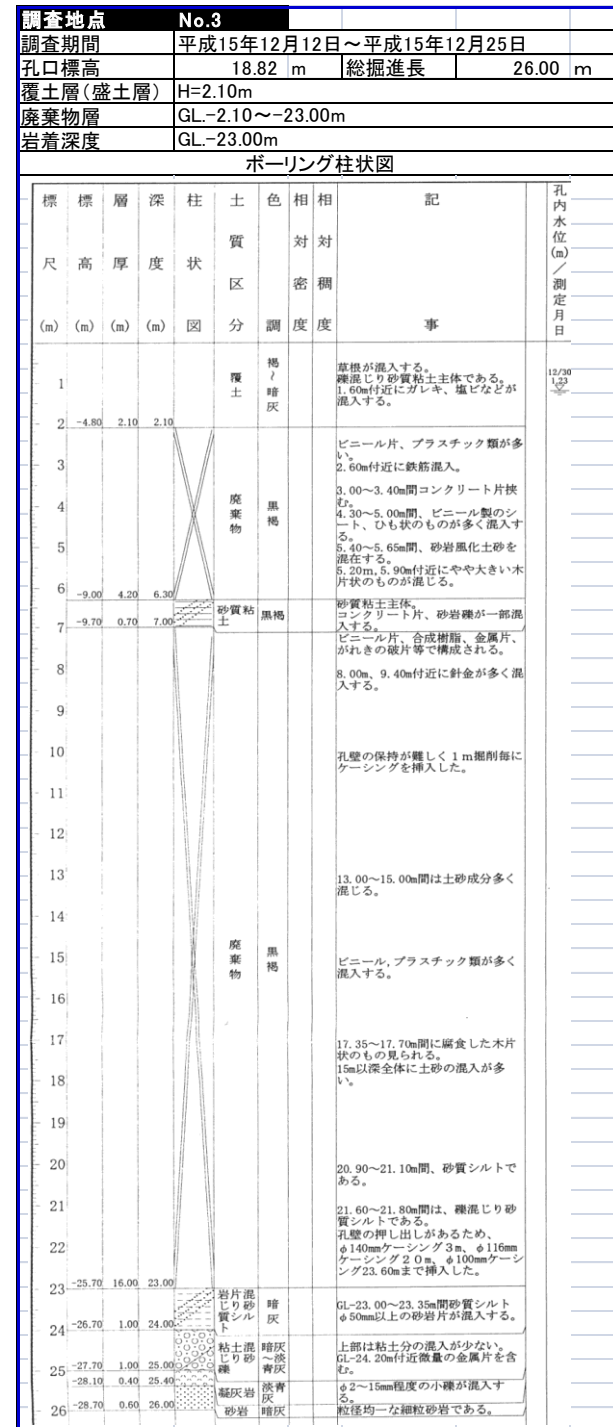 調査地点 No.3
調査期間 平成15年12月12日～平成15年12月25日
孔口標高 18.82 m 総掘進長 26.00 m
覆土層(盛土層) H=2.10m
廃棄物層 GL.-2.10～-23.00m
岩着深度 GL.-23.00m
ボーリング柱状図
標尺(m) 標高(m) 層厚(m) 深度(m) 柱状図 土質区分 色調 相対密度 相対稠度 記事 孔内水位(m)／測定月日
覆土
褐～暗灰
草根が混入する。
礫混じり砂質粘土主体である。
1.60m付近にガレキ、塩ビなどが
混入する。
12/30
1.23
1
2 -4.80 2.10 2.10
ビニール片、プラスチック類が多
い。
2.60m付近に鉄筋混入。
3
3.00～3.40m間コンクリート片挟
む。
4
廃棄物
黒褐
4.30～5.00m間、ビニール製のシ
ート、ひも状のものが多く混入す
る。
5
5.40～5.65m間、砂岩風化土砂を
混在する。
5.20m,5.90m付近にやや大きい木
片状のものが混じる。
6 -9.00 4.20 6.30
砂質粘土
黒褐
砂質粘土主体。
コンクリート片、砂岩礫が一部混
入する。
7 -9.70 0.70 7.00
ビニール片、合成樹脂、金属片、
がれきの破片等で構成される。
8
8.00m、9.40m付近に針金が多く混
入する。
9
10
孔壁の保持が難しく１m掘削毎に
ケーシングを挿入した。
11
12
13
13.00～15.00m間は土砂成分多く
混じる。
14
15
廃棄物
黒褐
ビニール,プラスチック類が多く
混入する。
16
17
17.35～17.70m間に腐食した木片
状のもの見られる。
15m以深全体に土砂の混入が多
い。
18
19
20
20.90～21.10m間、砂質シルトで
ある。
21
21.60～21.80m間は、礫混じり砂
質シルトである。
孔壁の押し出しがあるため、
φ140mmケーシング３m、φ116mm
ケーシング２０m、φ100mmケーシ
ング23.60mまで挿入した。
22
23 -25.70 16.00 23.00
岩片混じり砂質シルト
暗灰
GL-23.00～23.35m間砂質シルト
φ50mm以上の砂岩片が混入する。
24 -26.70 1.00 24.00
粘土混じり砂礫
暗灰～淡青灰
上部は粘土分の混入が少ない。
GL-24.20m付近微量の金属片を含
む。
25 -27.70 1.00 25.00
-28.10 0.40 25.40
凝灰岩
淡青灰
φ2～15mm程度の小礫が混入す
る。
26 -28.70 0.60 26.00
砂岩
暗灰
粒径均一な細粒砂岩である。